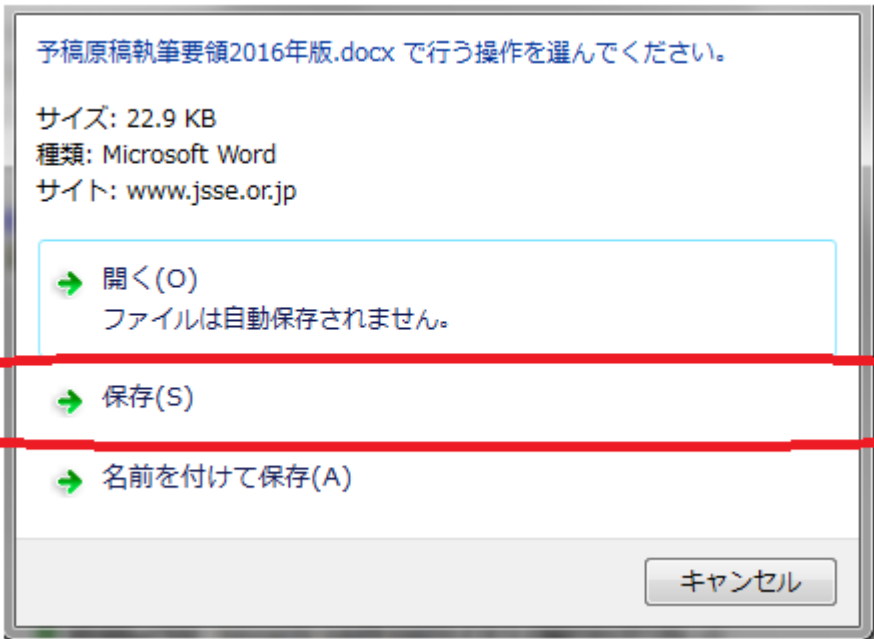 予稿原稿執筆要領2016年版.docx で行う操作を選んでください。
サイズ: 22.9 KB
種類: Microsoft Word
サイト: www.jsse.or.jp
開く(O)
ファイルは自動保存されません。
保存(S)
名前を付けて保存(A)
キャンセル